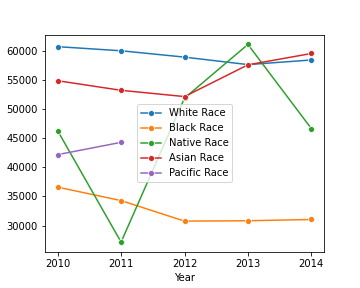 60000
55000
50000
45000
40000
35000
30000
White Race
Black Race
Native Race
Asian Race
Pacific Race
2010 2011 2012 2013 2014
Year